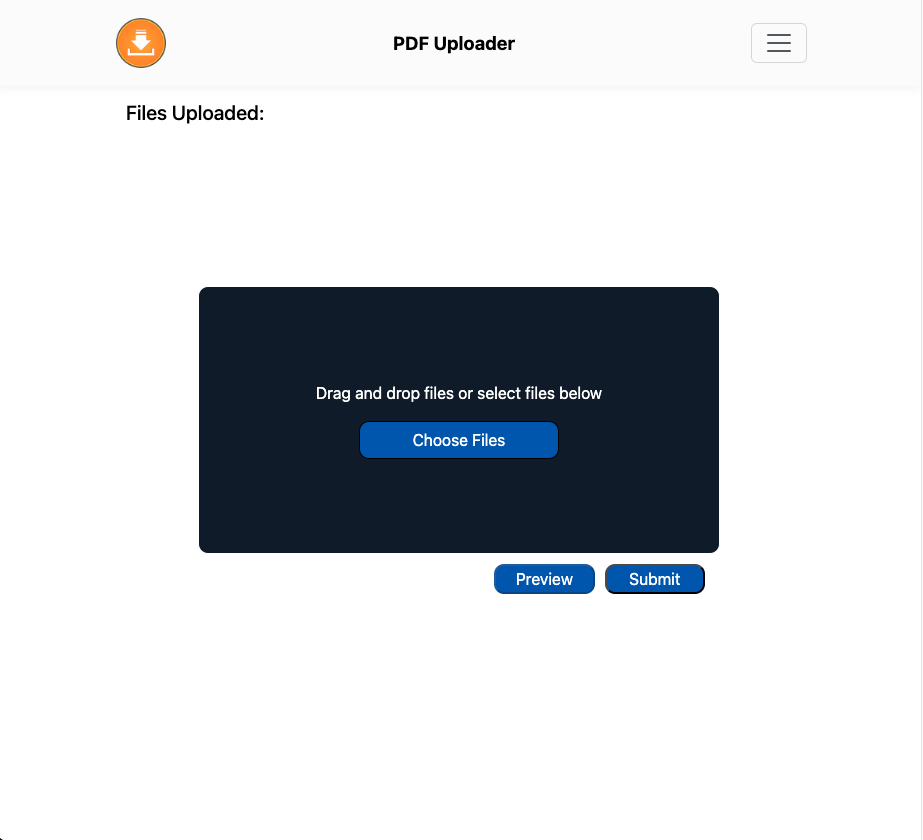 PDF Uploader
Files Uploaded:
Drag and drop files or select files below
Choose Files
Preview
Submit